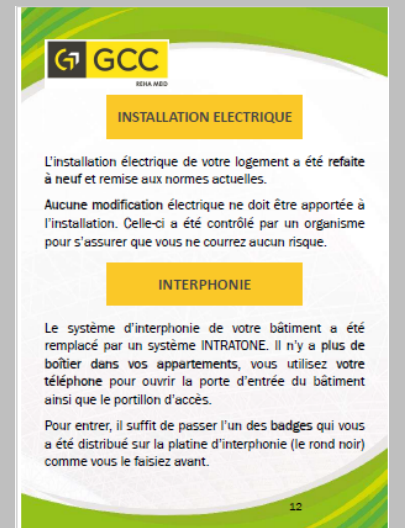 GCC
REHA MED
INSTALLATION ELECTRIQUE
L'installation électrique de votre logement a été refaite
à neuf et remise aux normes actuelles.
Aucune modification électrique ne doit être apportée à
l'installation. Celle-ci a été contrôlé par un organisme
pour s'assurer que vous ne courrez aucun risque.
INTERPHONIE
Le système d'interphonie de votre bâtiment a été
remplacé par un système INTRATONE. Il n'y a plus de
boîtier dans vos appartements, vous utilisez votre
téléphone pour ouvrir la porte d'entrée du bâtiment
ainsi que le portillon d'accès.
Pour entrer, il suffit de passer l'un des badges qui vous
a été distribué sur la platine d'interphonie (le rond noir)
comme vous le faisiez avant.
12